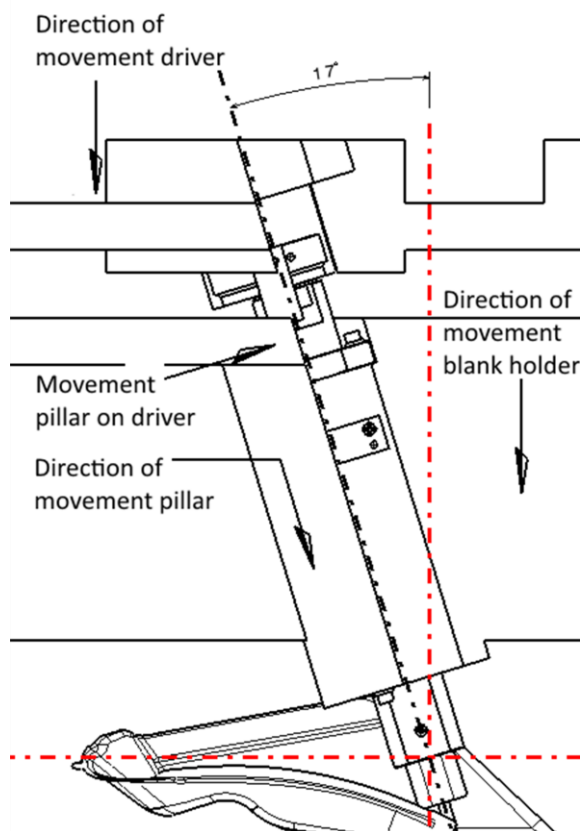 Direction of
movement driver
17°
Direction of
movement
blank holder
Movement
pillar on driver
Direction of
movement pillar